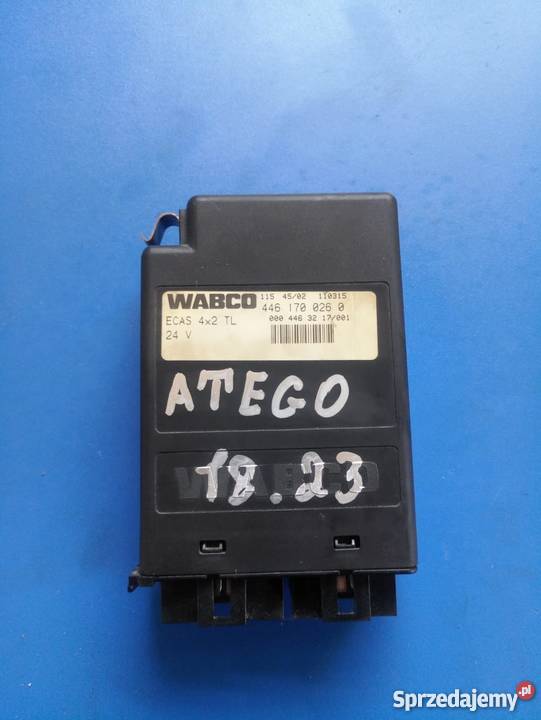 WABCO 115 45/02 110315
446 170 026 0
ECAS 4x2 TL 000 446 32 17/001
24 V
ATEGO
WABCO
18.23
Sprzedajemy.pl